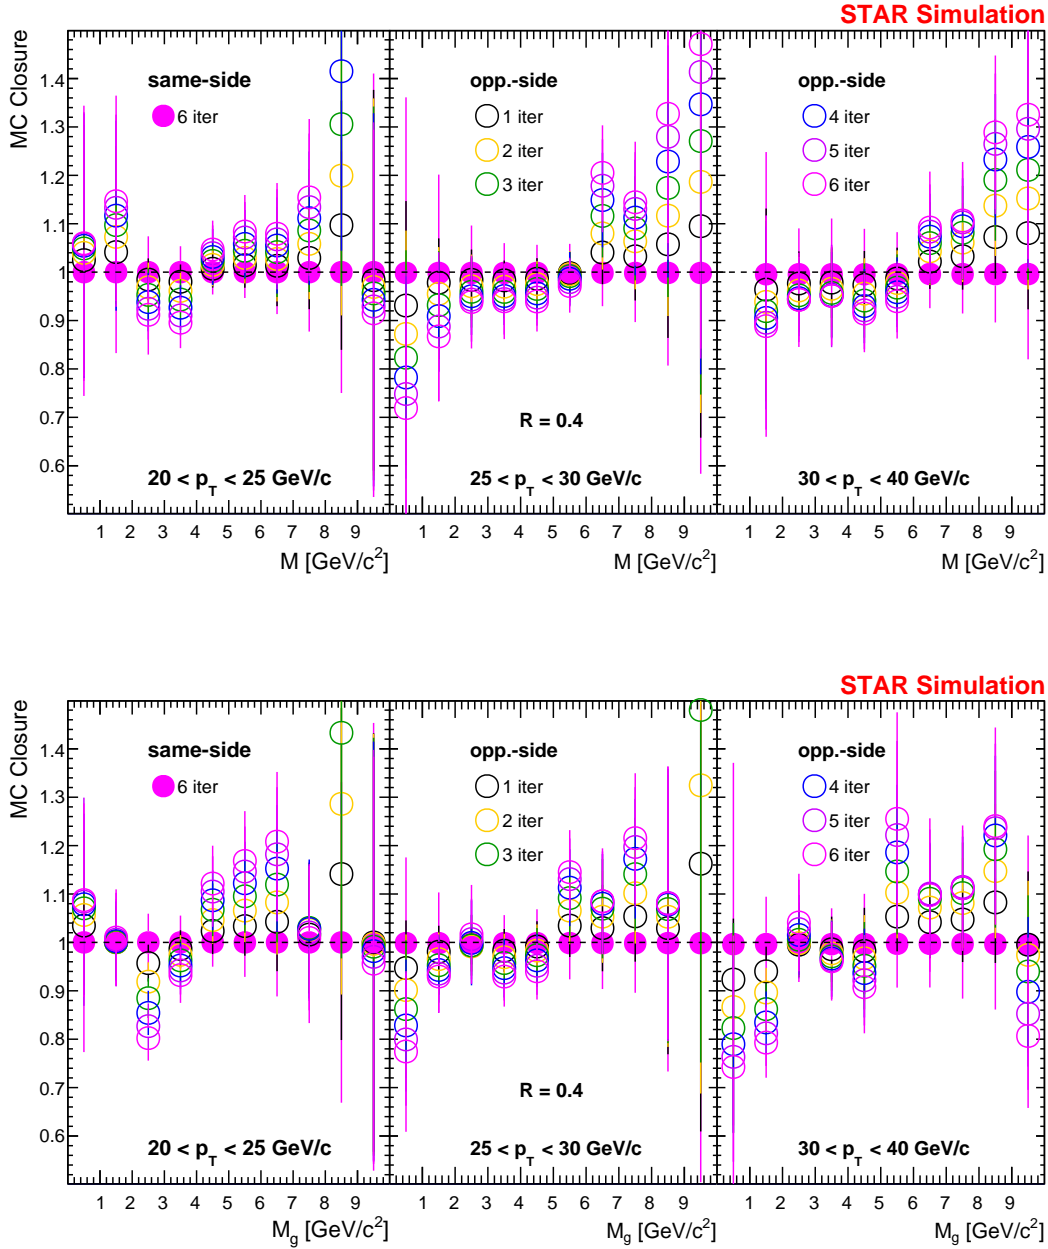 STAR Simulation
MC Closure
same-side
6 iter
opp.-side
1 iter
2 iter
3 iter
opp.-side
4 iter
5 iter
6 iter
1.4
1.3
1.2
1.1
1
0.9
0.8
0.7
0.6
R = 0.4
20 < p_T < 25 GeV/c
25 < p_T < 30 GeV/c
30 < p_T < 40 GeV/c
1 2 3 4 5 6 7 8 9
1 2 3 4 5 6 7 8 9
1 2 3 4 5 6 7 8 9
M [GeV/c²]
M [GeV/c²]
M [GeV/c²]
STAR Simulation
MC Closure
same-side
6 iter
opp.-side
1 iter
2 iter
3 iter
opp.-side
4 iter
5 iter
6 iter
1.4
1.3
1.2
1.1
1
0.9
0.8
0.7
0.6
R = 0.4
20 < p_T < 25 GeV/c
25 < p_T < 30 GeV/c
30 < p_T < 40 GeV/c
1 2 3 4 5 6 7 8 9
1 2 3 4 5 6 7 8 9
1 2 3 4 5 6 7 8 9
M_g [GeV/c²]
M_g [GeV/c²]
M_g [GeV/c²]